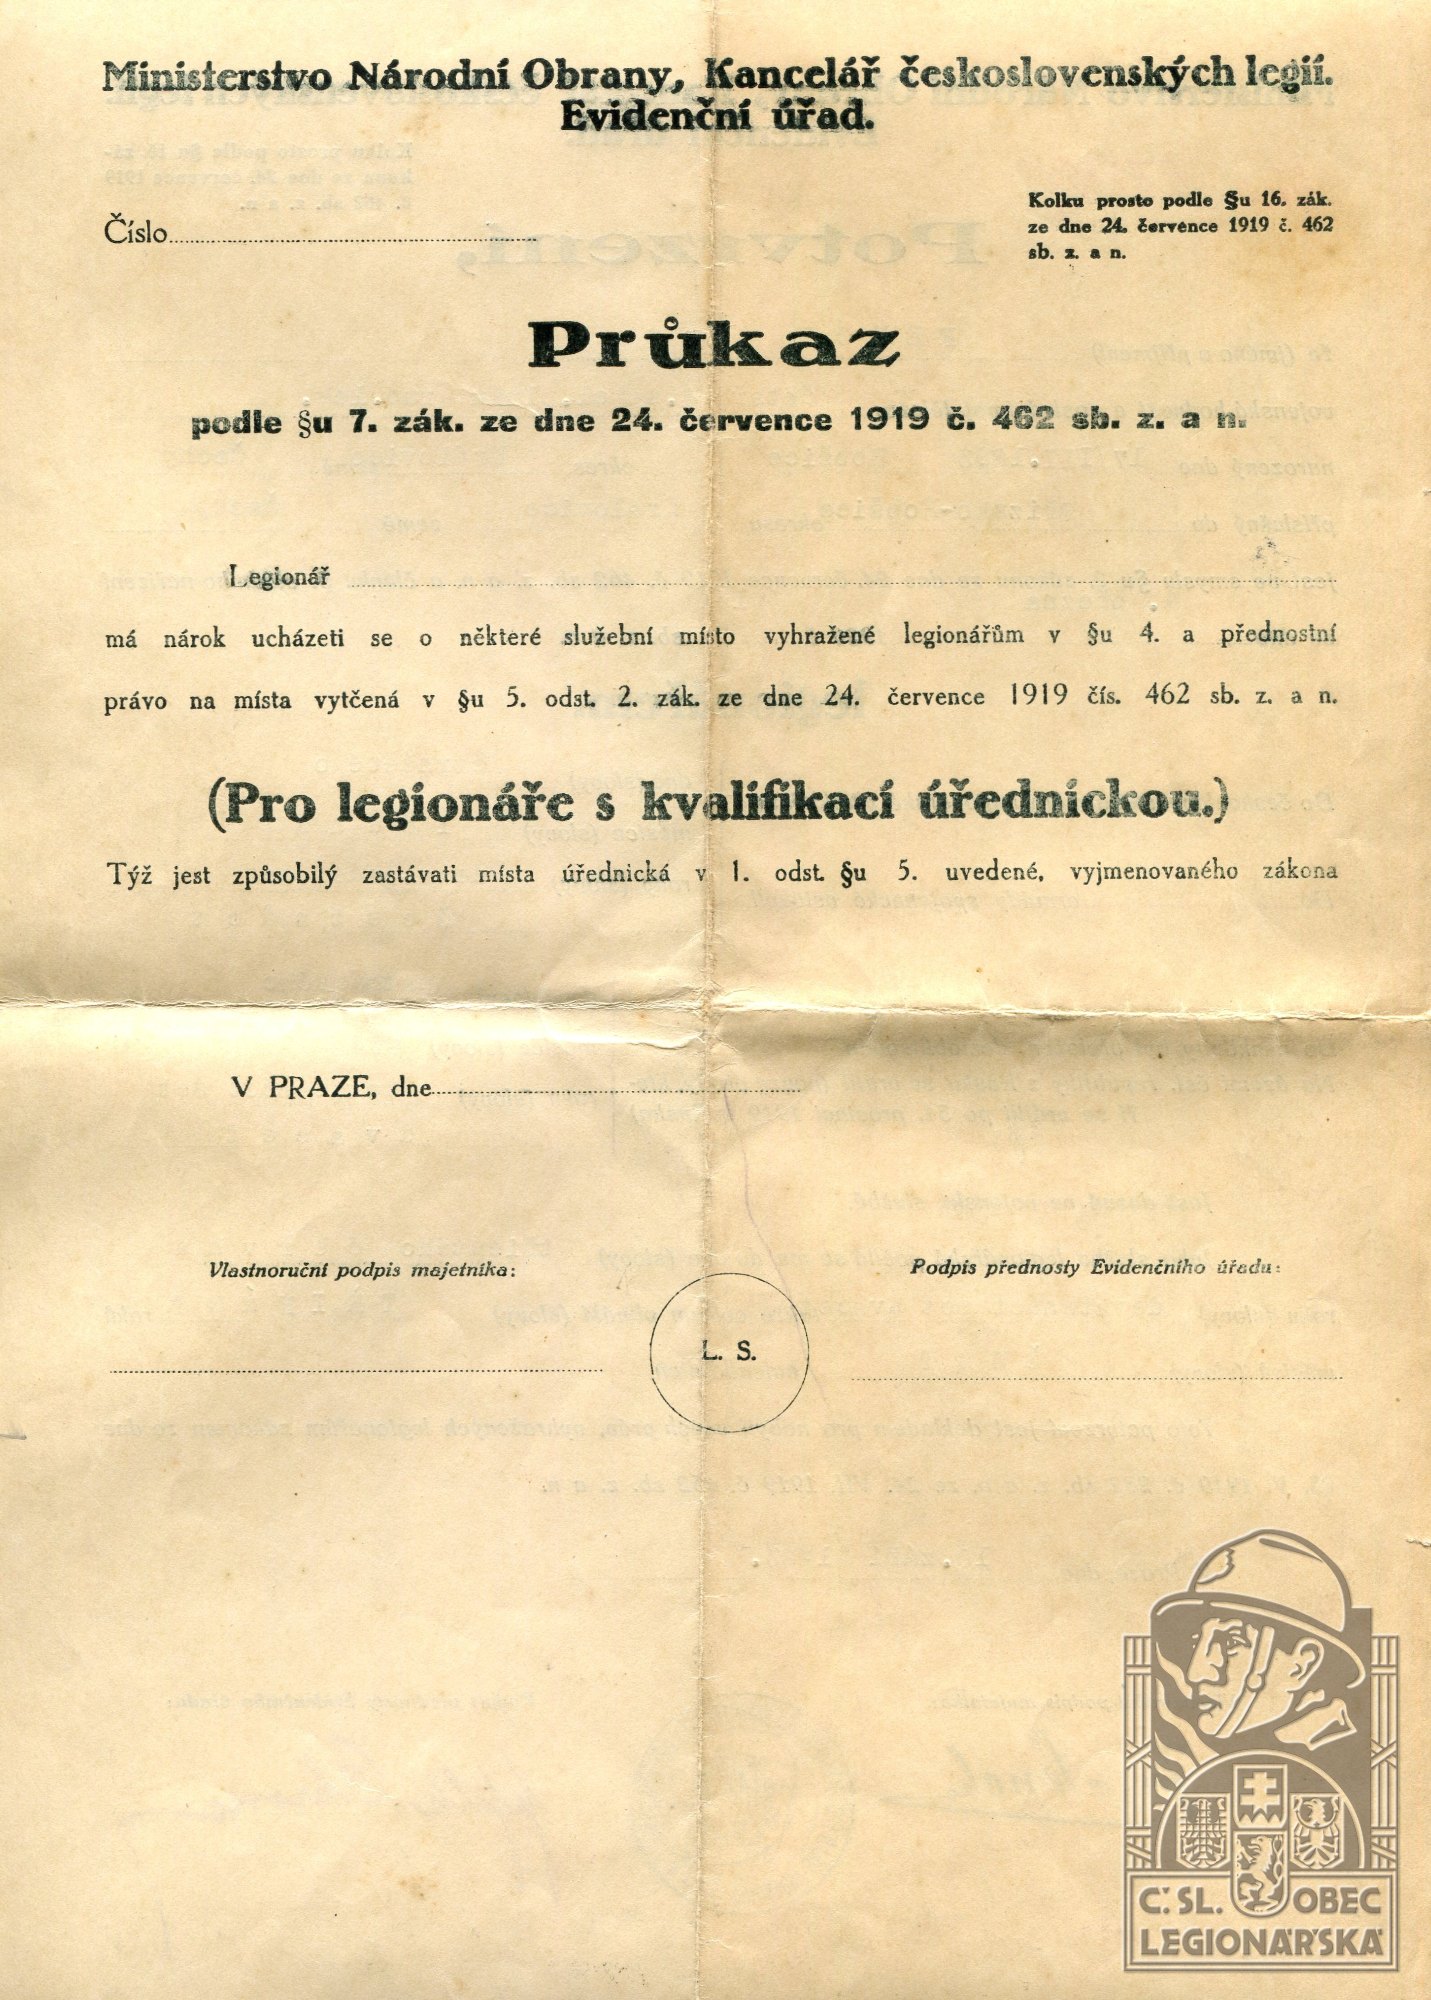 Ministerstvo Národní Obrany, Kancelář československých legií.
Evidenční úřad.
Kolku prosto podle §u 16. zák.
ze dne 24. července 1919 č. 462
sb. z. a n.
Číslo
Průkaz
podle §u 7. zák. ze dne 24. července 1919 č. 462 sb. z. a n.
Legionář
má nárok ucházeti se o některé služební místo vyhražené legionářům v §u 4. a přednostní
právo na místa vytčená v §u 5. odst. 2. zák. ze dne 24. července 1919 čís. 462 sb. z. a n.
(Pro legionáře s kvalifikací úřednickou.)
Týž jest způsobilý zastávati místa úřednická v 1. odst. §u 5. uvedené, vyjmenovaného zákona
V PRAZE, dne
Vlastnoruční podpis majetníka:
Podpis přednosty Evidenčního úřadu:
L. S.
Č. SL. OBEC
LEGIONÁŘSKÁ